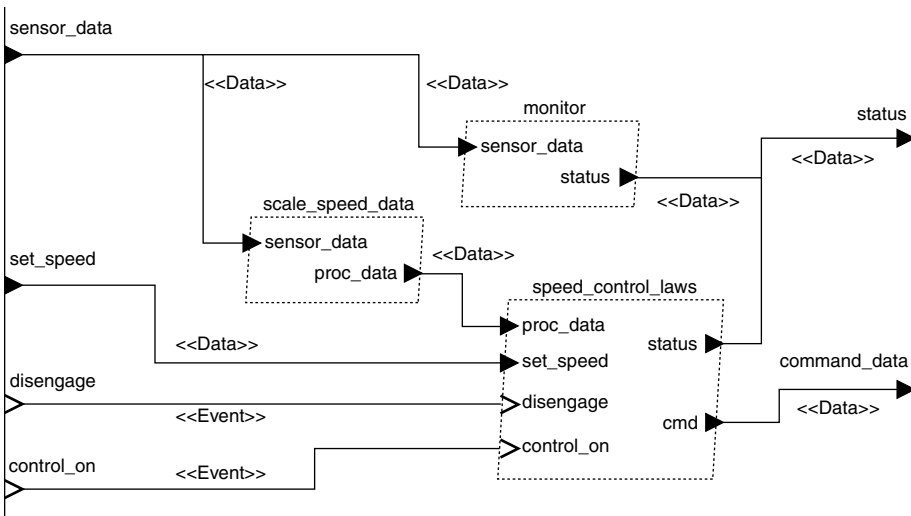 sensor_data
<<Data>>
<<Data>>
monitor
sensor_data
status
<<Data>>
status
<<Data>>
scale_speed_data
sensor_data
proc_data
<<Data>>
set_speed
<<Data>>
speed_control_laws
proc_data
set_speed
disengage
control_on
status
cmd
command_data
<<Data>>
disengage
<<Event>>
control_on
<<Event>>